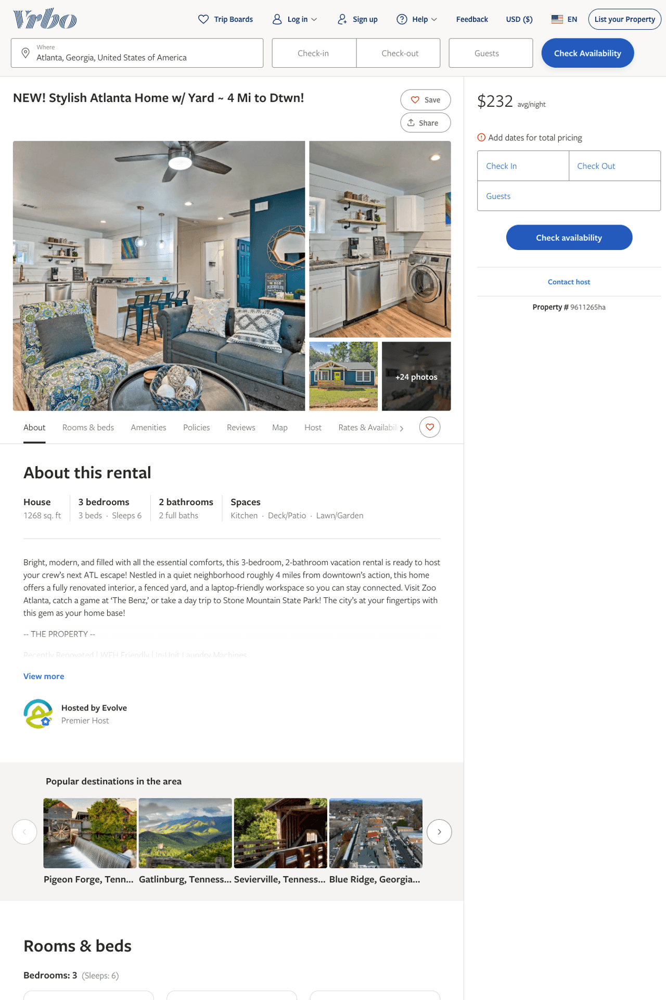 Vrbo
Trip Boards
Log in
Sign up
Help
Feedback
USD ($)
EN
List your Property
Where
Atlanta, Georgia, United States of America
Check-in
Check-out
Guests
Check Availability
NEW! Stylish Atlanta Home w/ Yard ~ 4 Mi to Dtwn!
Save
Share
+24 photos
$232 avg/night
Add dates for total pricing
Check In
Check Out
Guests
Check availability
Contact host
Property # 9611265ha
About
Rooms & beds
Amenities
Policies
Reviews
Map
Host
Rates & Availabili
About this rental
House
1268 sq. ft
3 bedrooms
3 beds · Sleeps 6
2 bathrooms
2 full baths
Spaces
Kitchen · Deck/Patio · Lawn/Garden
Bright, modern, and filled with all the essential comforts, this 3-bedroom, 2-bathroom vacation rental is ready to host
your crew's next ATL escape! Nestled in a quiet neighborhood roughly 4 miles from downtown's action, this home
offers a fully renovated interior, a fenced yard, and a laptop-friendly workspace so you can stay connected. Visit Zoo
Atlanta, catch a game at ‘The Benz,’ or take a day trip to Stone Mountain State Park! The city's at your fingertips with
this gem as your home base!
-- THE PROPERTY --
Recently Renovated | WFH Friendly | In-Unit Laundry Machines
View more
Hosted by Evolve
Premier Host
Popular destinations in the area
Pigeon Forge, Tenn...
Gatlinburg, Tenness...
Sevierville, Tenness...
Blue Ridge, Georgia...
Rooms & beds
Bedrooms: 3 (Sleeps: 6)